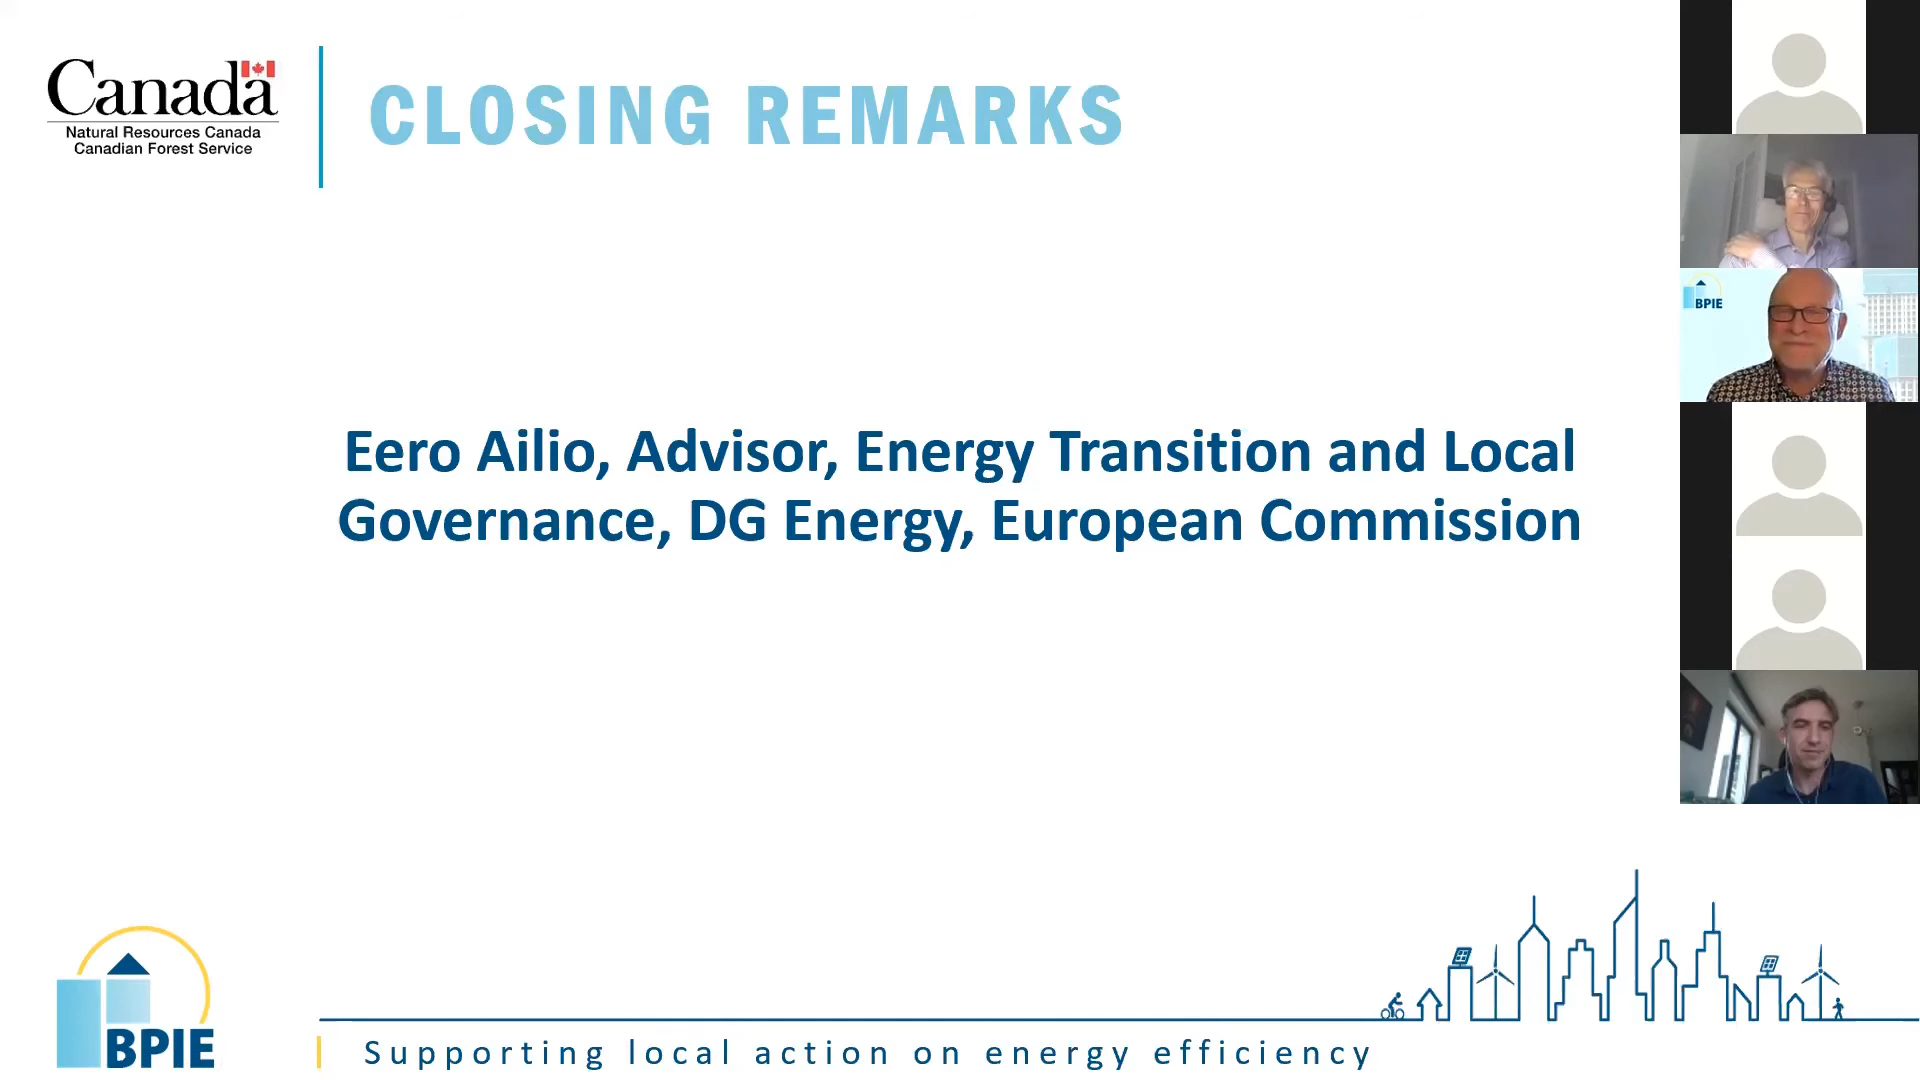 Canada
Natural Resources Canada
Canadian Forest Service
CLOSING REMARKS
BPIE
Eero Ailio, Advisor, Energy Transition and Local
Governance, DG Energy, European Commission
BPIE
Supporting local action on energy efficiency